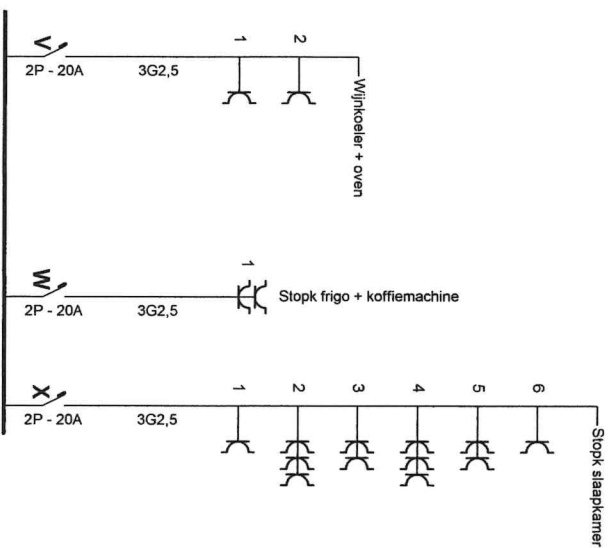 V
2P - 20A
3G2,5
1
2
Wijnkoeler + oven
W
2P - 20A
3G2,5
1
Stopk frigo + koffiemachine
X
2P - 20A
3G2,5
1
2
3
4
5
6
Stopk slaapkamer